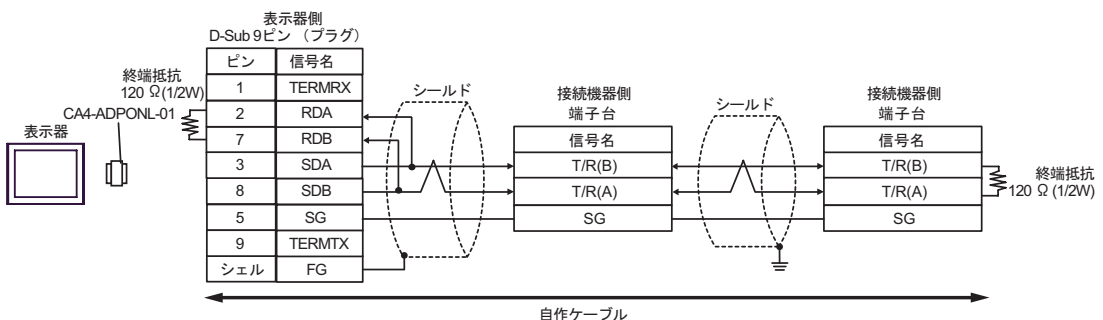 表示器側
D-Sub 9ピン （プラグ）
ピン 信号名
1 TERMRX
2 RDA
7 RDB
3 SDA
8 SDB
5 SG
9 TERMTX
シェル FG
終端抵抗
120 Ω(1/2W)
CA4-ADPONL-01
表示器
シールド
接続機器側
端子台
信号名
T/R(B)
T/R(A)
SG
シールド
接続機器側
端子台
信号名
T/R(B)
T/R(A)
SG
終端抵抗
120 Ω (1/2W)
自作ケーブル